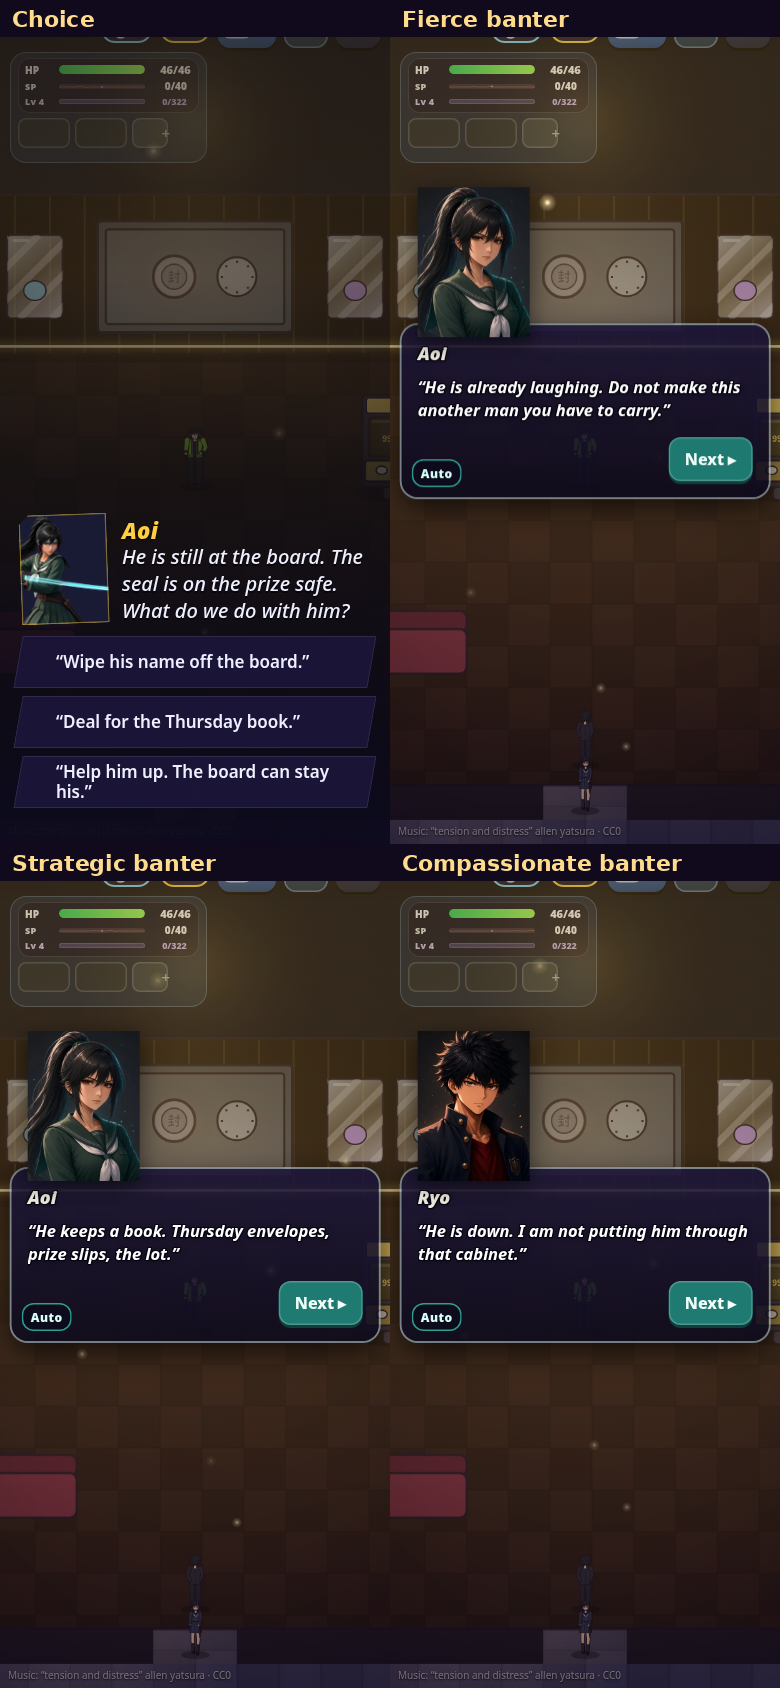 Choice
HP 46/46
SP 0/40
Lv 4 0/322
+
封
Aoi
He is still at the board. The
seal is on the prize safe.
What do we do with him?
“Wipe his name off the board.”
“Deal for the Thursday book.”
“Help him up. The board can stay
his.”
Fierce banter
HP 46/46
SP 0/40
Lv 4 0/322
+
封
Aoi
“He is already laughing. Do not make this
another man you have to carry.”
Auto
Next ▸
Music: “tension and distress” allen yatsura · CC0
Strategic banter
HP 46/46
SP 0/40
Lv 4 0/322
+
封
Aoi
“He keeps a book. Thursday envelopes,
prize slips, the lot.”
Auto
Next ▸
Music: “tension and distress” allen yatsura · CC0
Compassionate banter
HP 46/46
SP 0/40
Lv 4 0/322
+
封
Ryo
“He is down. I am not putting him through
that cabinet.”
Auto
Next ▸
Music: “tension and distress” allen yatsura · CC0